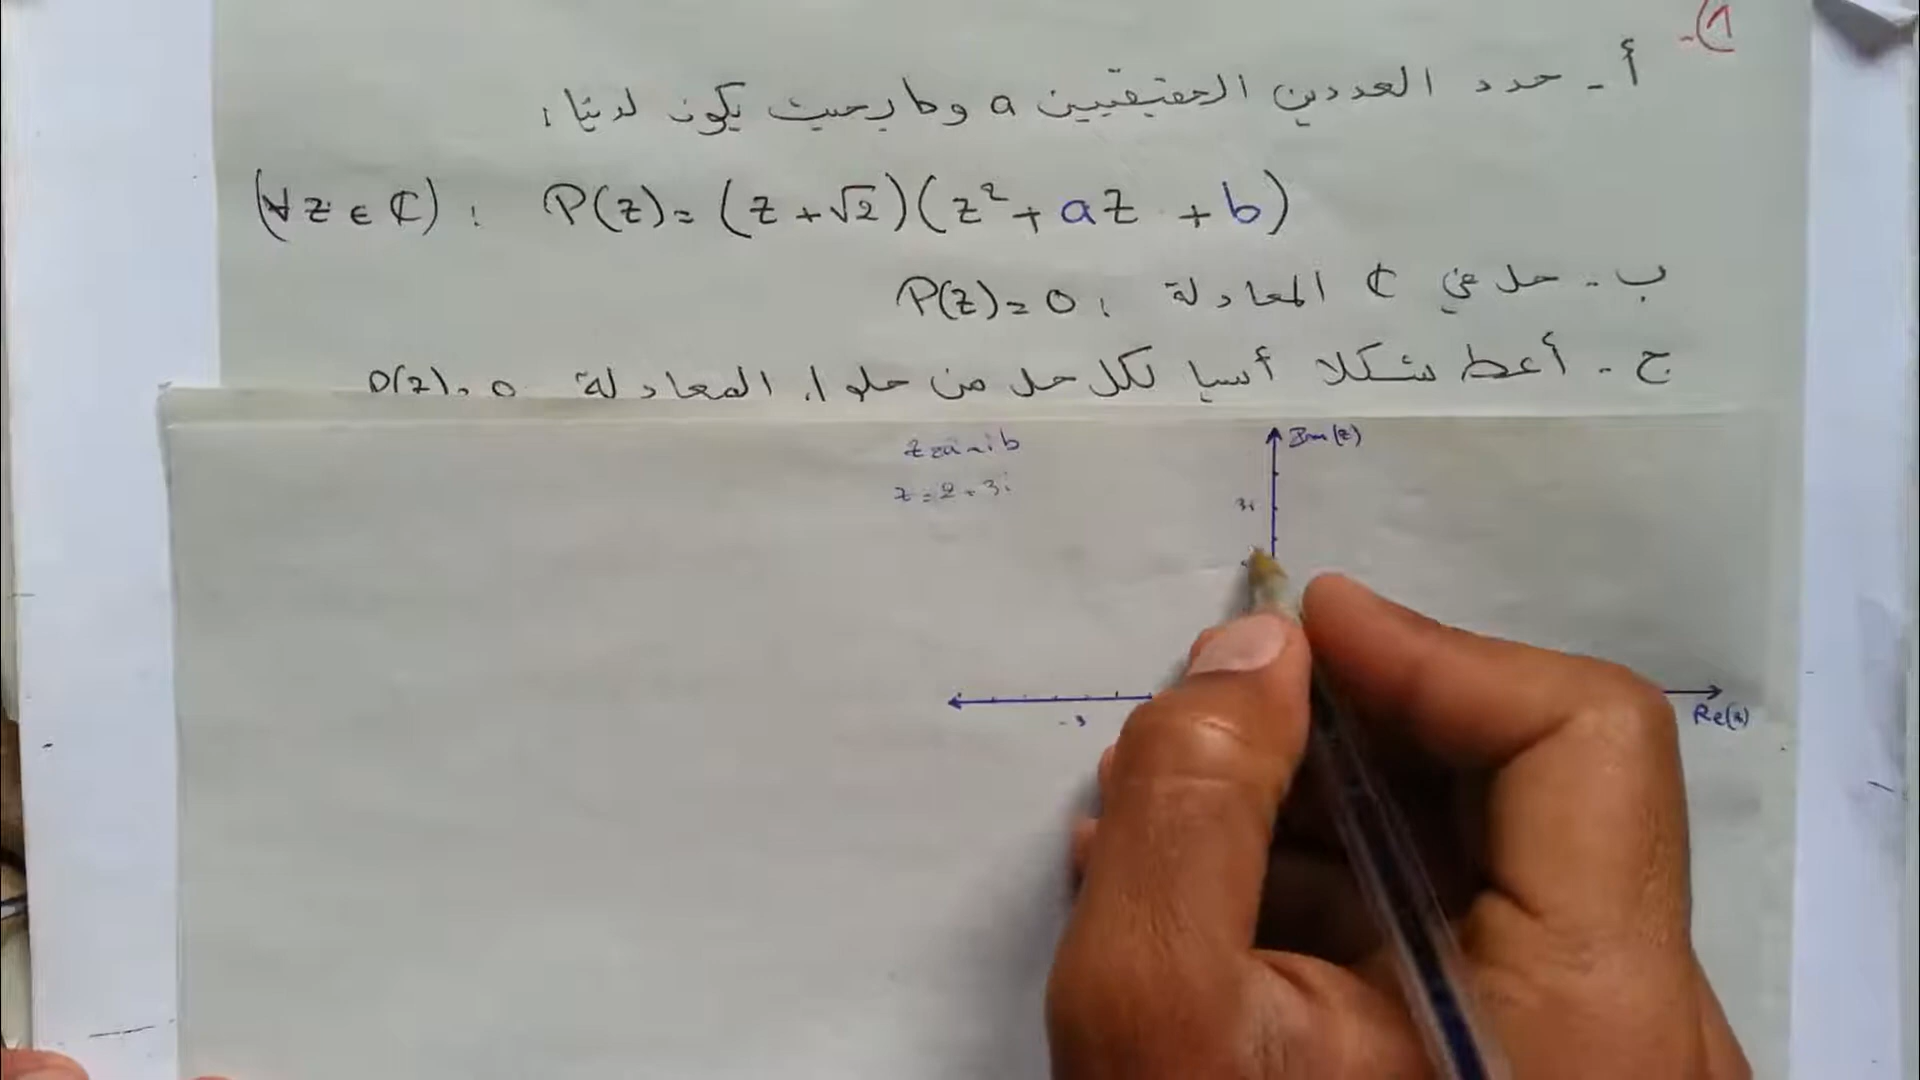 (1-
أ - حدد العددين الحقيقيين a و b بحيث يكون لدينا :
(∀z ∈ ℂ) : P(z) = (z + √2)(z² + az + b)
ب - حل في ℂ المعادلة : P(z) = 0
ج - أعط شكلا أسيا لكل حل من حلول المعادلة P(z) = 0
Im(z)
z = a + ib
z = 2 + 3i
3i
-3
Re(z)